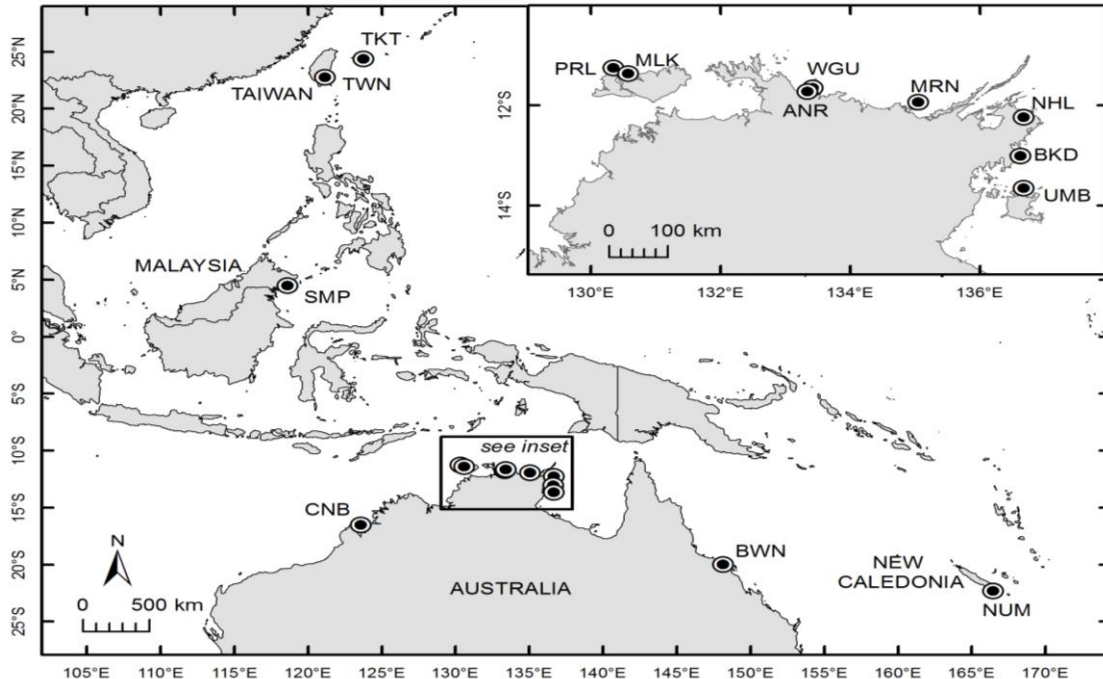 TKT
TAIWAN
TWN
MALAYSIA
SMP
see inset
CNB
BWN
AUSTRALIA
NEW
CALEDONIA
NUM
N
0 500 km
25°N
20°N
15°N
10°N
5°N
0°
5°S
10°S
15°S
20°S
25°S
105°E 110°E 115°E 120°E 125°E 130°E 135°E 140°E 145°E 150°E 155°E 160°E 165°E 170°E
PRL
MLK
WGU
ANR
MRN
NHL
BKD
UMB
12°S
14°S
0 100 km
130°E 132°E 134°E 136°E